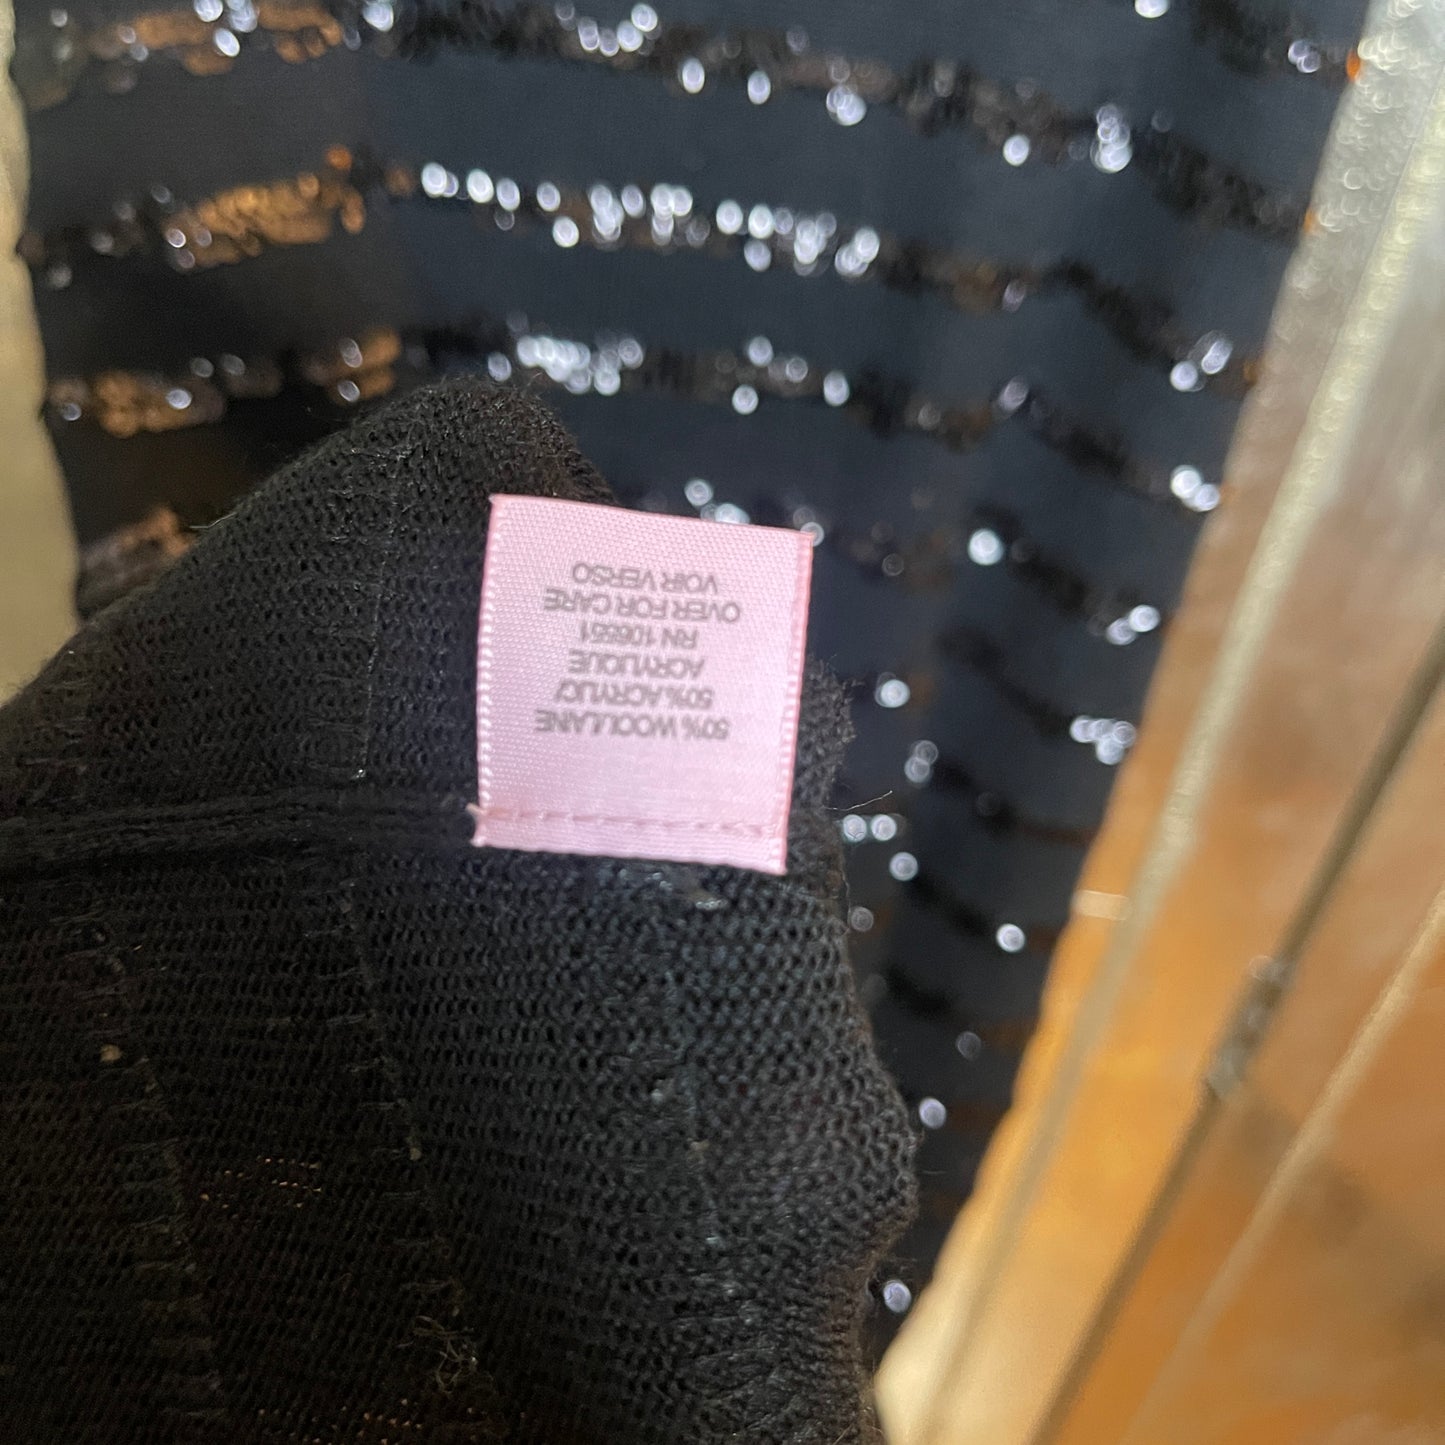 50% WOOL/LAINE
50% ACRYLIC/
ACRYLIQUE
RN 106551
OVER FOR CARE
VOIR VERSO